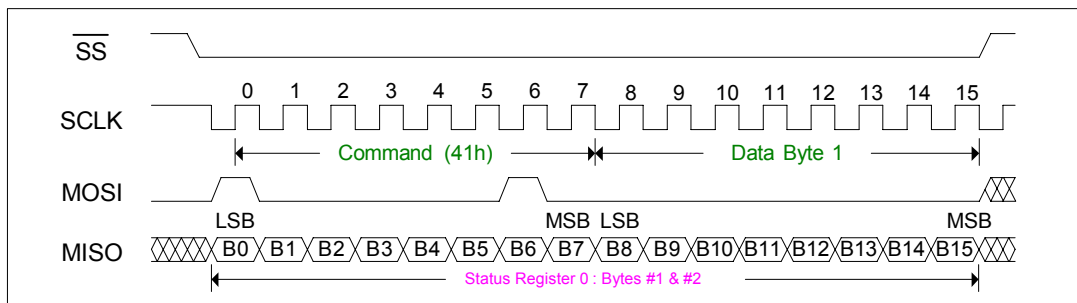 SS
0 1 2 3 4 5 6 7 8 9 10 11 12 13 14 15
SCLK
Command (41h) Data Byte 1
MOSI
LSB MSB LSB MSB
MISO B0 B1 B2 B3 B4 B5 B6 B7 B8 B9 B10 B11 B12 B13 B14 B15
Status Register 0 : Bytes #1 & #2